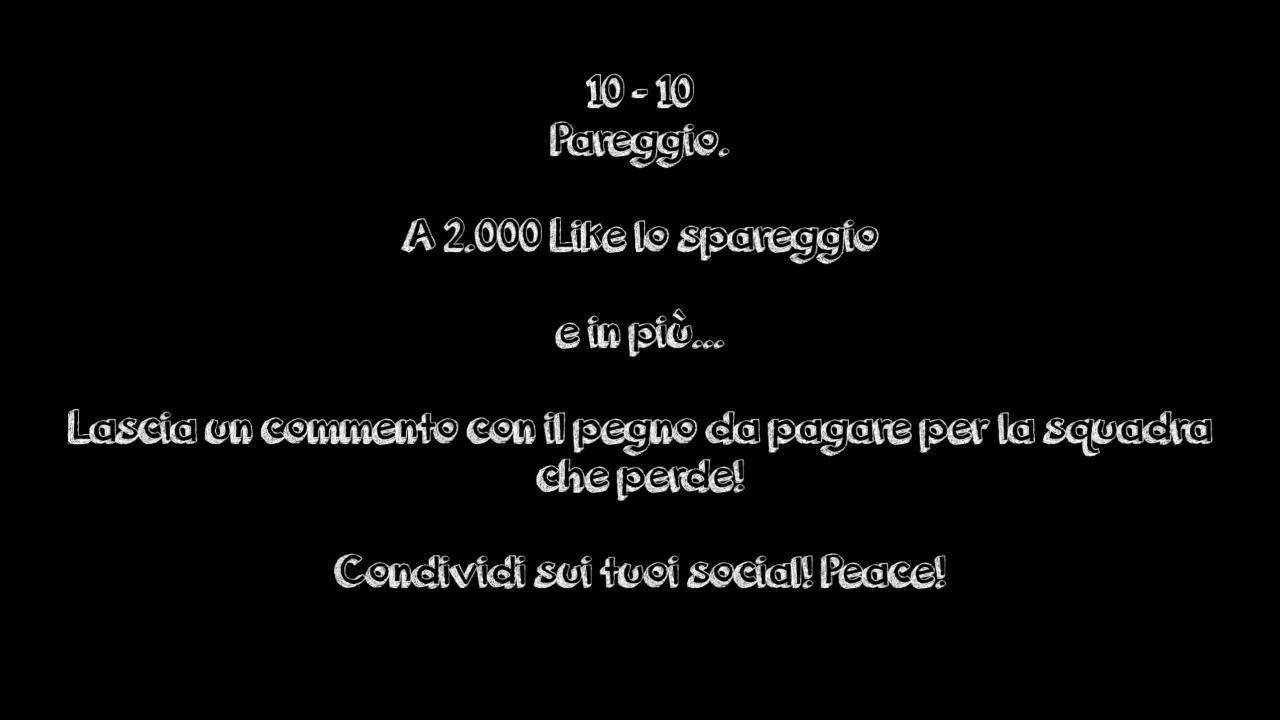 10 - 10
Pareggio.
A 2.000 Like lo spareggio
e in più...
Lascia un commento con il pegno da pagare per la squadra
che perde!
Condividi sui tuoi social! Peace!